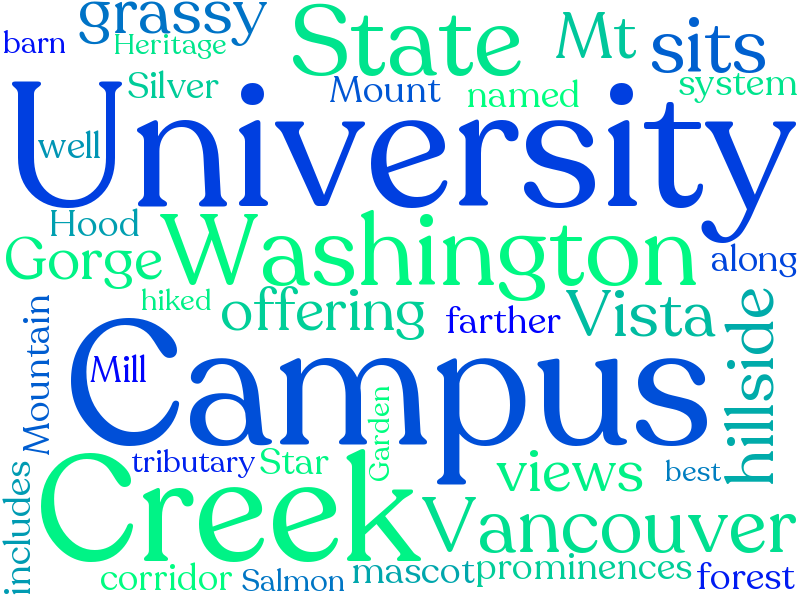 grassy
State
Mt
sits
barn
Heritage
Silver
Mount
named
system
University
well
Hood
Washington
Gorge
along
hiked
offering
farther
Vista
hillside
Mountain
Campus
Mill
Garden
tributary
Star
views
best
includes
Creek
Vancouver
corridor
Salmon
mascot
prominences
forest